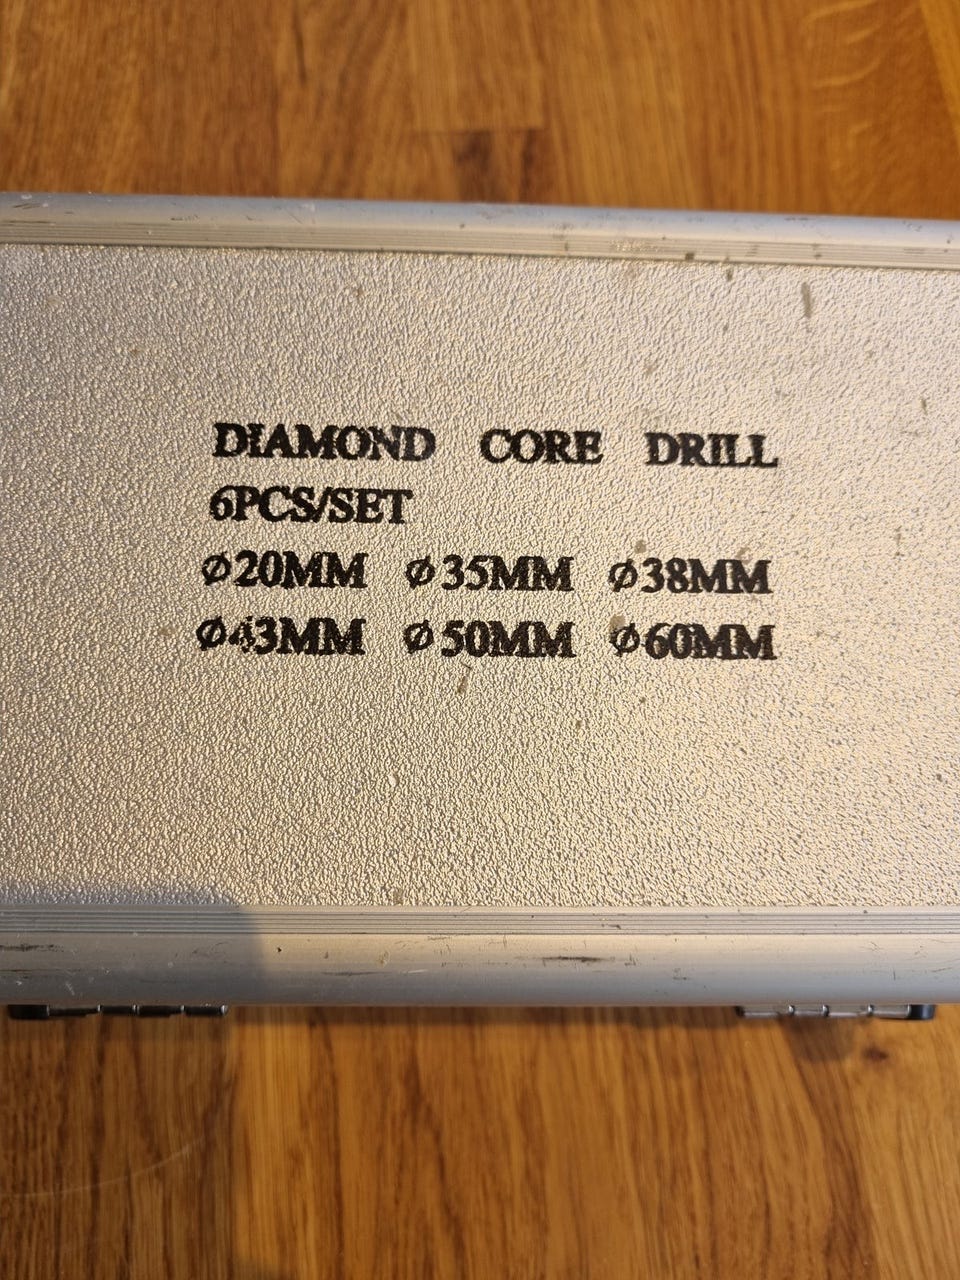 DIAMOND CORE DRILL
6PCS/SET
⌀20MM ⌀35MM ⌀38MM
⌀43MM ⌀50MM ⌀60MM